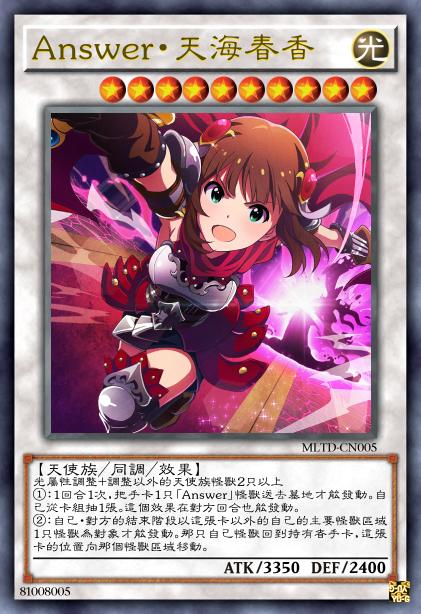 Answer・天海春香
光
MLTD-CN005
【天使族/同調/效果】
光屬性調整+調整以外的天使族怪獸2只以上
①：1回合1次，把手卡1只「Answer」怪獸送去墓地才能發動。自
己從卡組抽1張。這個效果在對方回合也能發動。
②：自己·對方的結束階段以這張卡以外的自己的主要怪獸區域
1只怪獸為對象才能發動。那只自己怪獸回到持有者手卡，這張
卡的位置向那個怪獸區域移動。
ATK/3350 DEF/2400
81008005